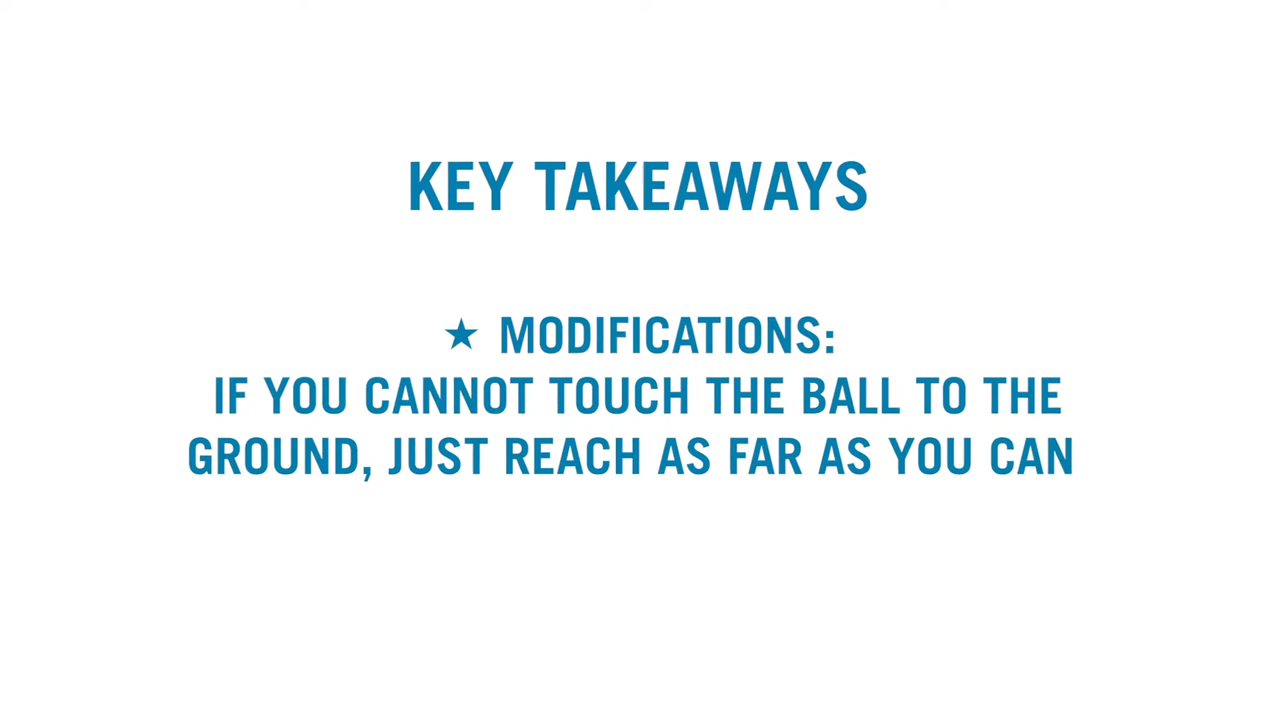 KEY TAKEAWAYS
★ MODIFICATIONS:
IF YOU CANNOT TOUCH THE BALL TO THE
GROUND, JUST REACH AS FAR AS YOU CAN